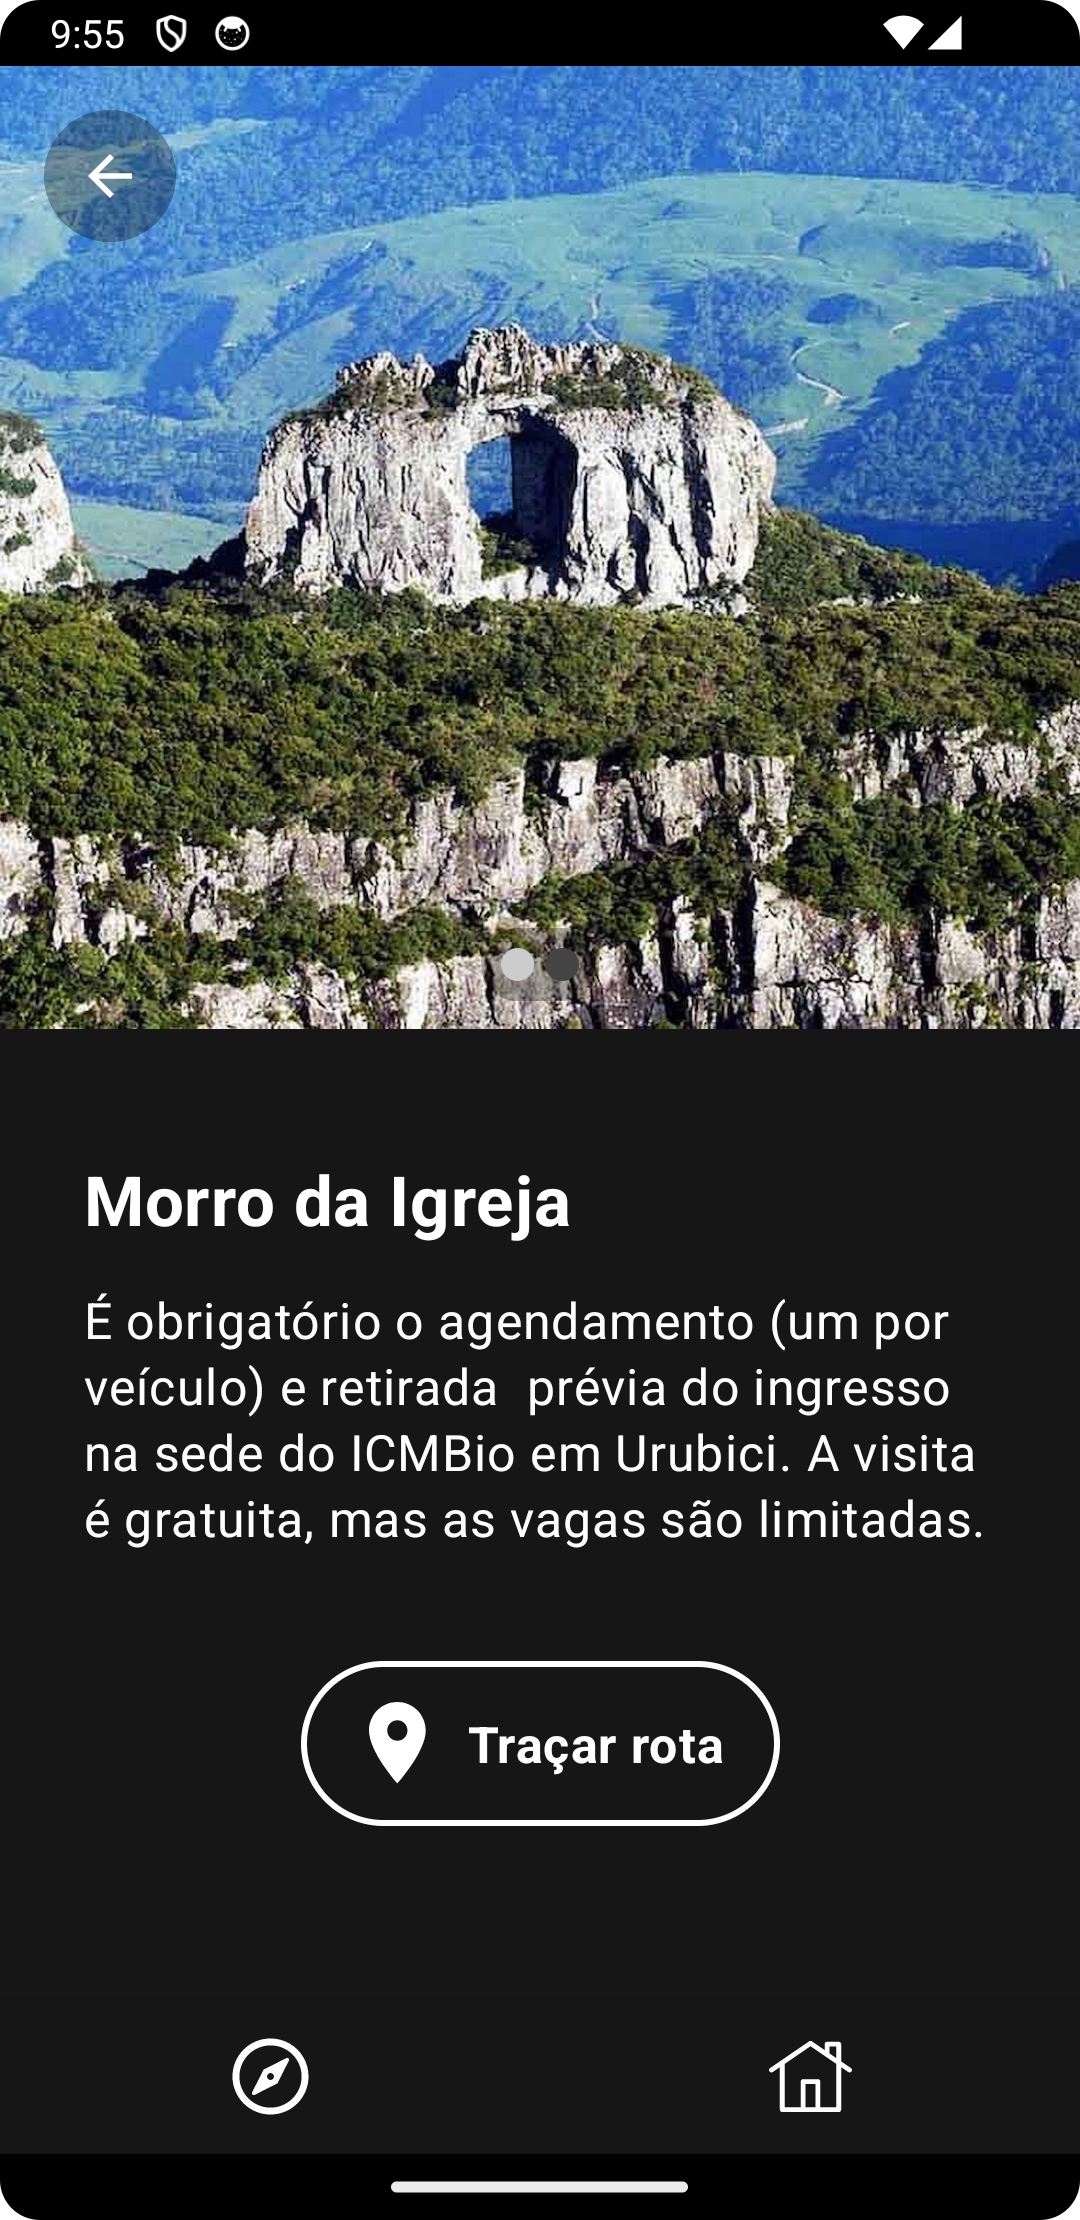 9:55
Morro da Igreja
É obrigatório o agendamento (um por
veículo) e retirada  prévia do ingresso
na sede do ICMBio em Urubici. A visita
é gratuita, mas as vagas são limitadas.
Traçar rota